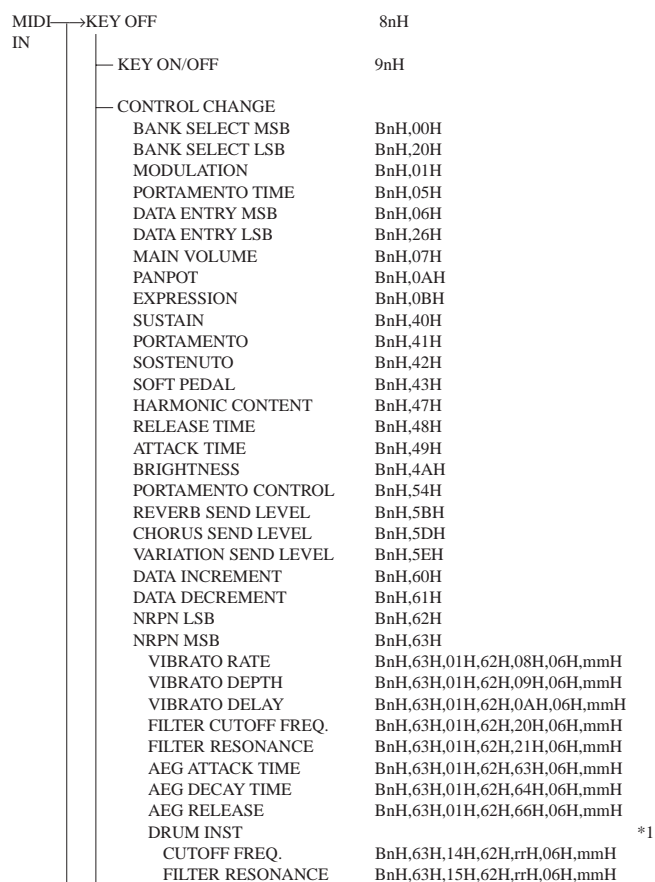 MIDI→KEY OFF 8nH
IN
KEY ON/OFF 9nH
CONTROL CHANGE
BANK SELECT MSB BnH,00H
BANK SELECT LSB BnH,20H
MODULATION BnH,01H
PORTAMENTO TIME BnH,05H
DATA ENTRY MSB BnH,06H
DATA ENTRY LSB BnH,26H
MAIN VOLUME BnH,07H
PANPOT BnH,0AH
EXPRESSION BnH,0BH
SUSTAIN BnH,40H
PORTAMENTO BnH,41H
SOSTENUTO BnH,42H
SOFT PEDAL BnH,43H
HARMONIC CONTENT BnH,47H
RELEASE TIME BnH,48H
ATTACK TIME BnH,49H
BRIGHTNESS BnH,4AH
PORTAMENTO CONTROL BnH,54H
REVERB SEND LEVEL BnH,5BH
CHORUS SEND LEVEL BnH,5DH
VARIATION SEND LEVEL BnH,5EH
DATA INCREMENT BnH,60H
DATA DECREMENT BnH,61H
NRPN LSB BnH,62H
NRPN MSB BnH,63H
VIBRATO RATE BnH,63H,01H,62H,08H,06H,mmH
VIBRATO DEPTH BnH,63H,01H,62H,09H,06H,mmH
VIBRATO DELAY BnH,63H,01H,62H,0AH,06H,mmH
FILTER CUTOFF FREQ. BnH,63H,01H,62H,20H,06H,mmH
FILTER RESONANCE BnH,63H,01H,62H,21H,06H,mmH
AEG ATTACK TIME BnH,63H,01H,62H,63H,06H,mmH
AEG DECAY TIME BnH,63H,01H,62H,64H,06H,mmH
AEG RELEASE BnH,63H,01H,62H,66H,06H,mmH
DRUM INST *1
CUTOFF FREQ. BnH,63H,14H,62H,rrH,06H,mmH
FILTER RESONANCE BnH,63H,15H,62H,rrH,06H,mmH